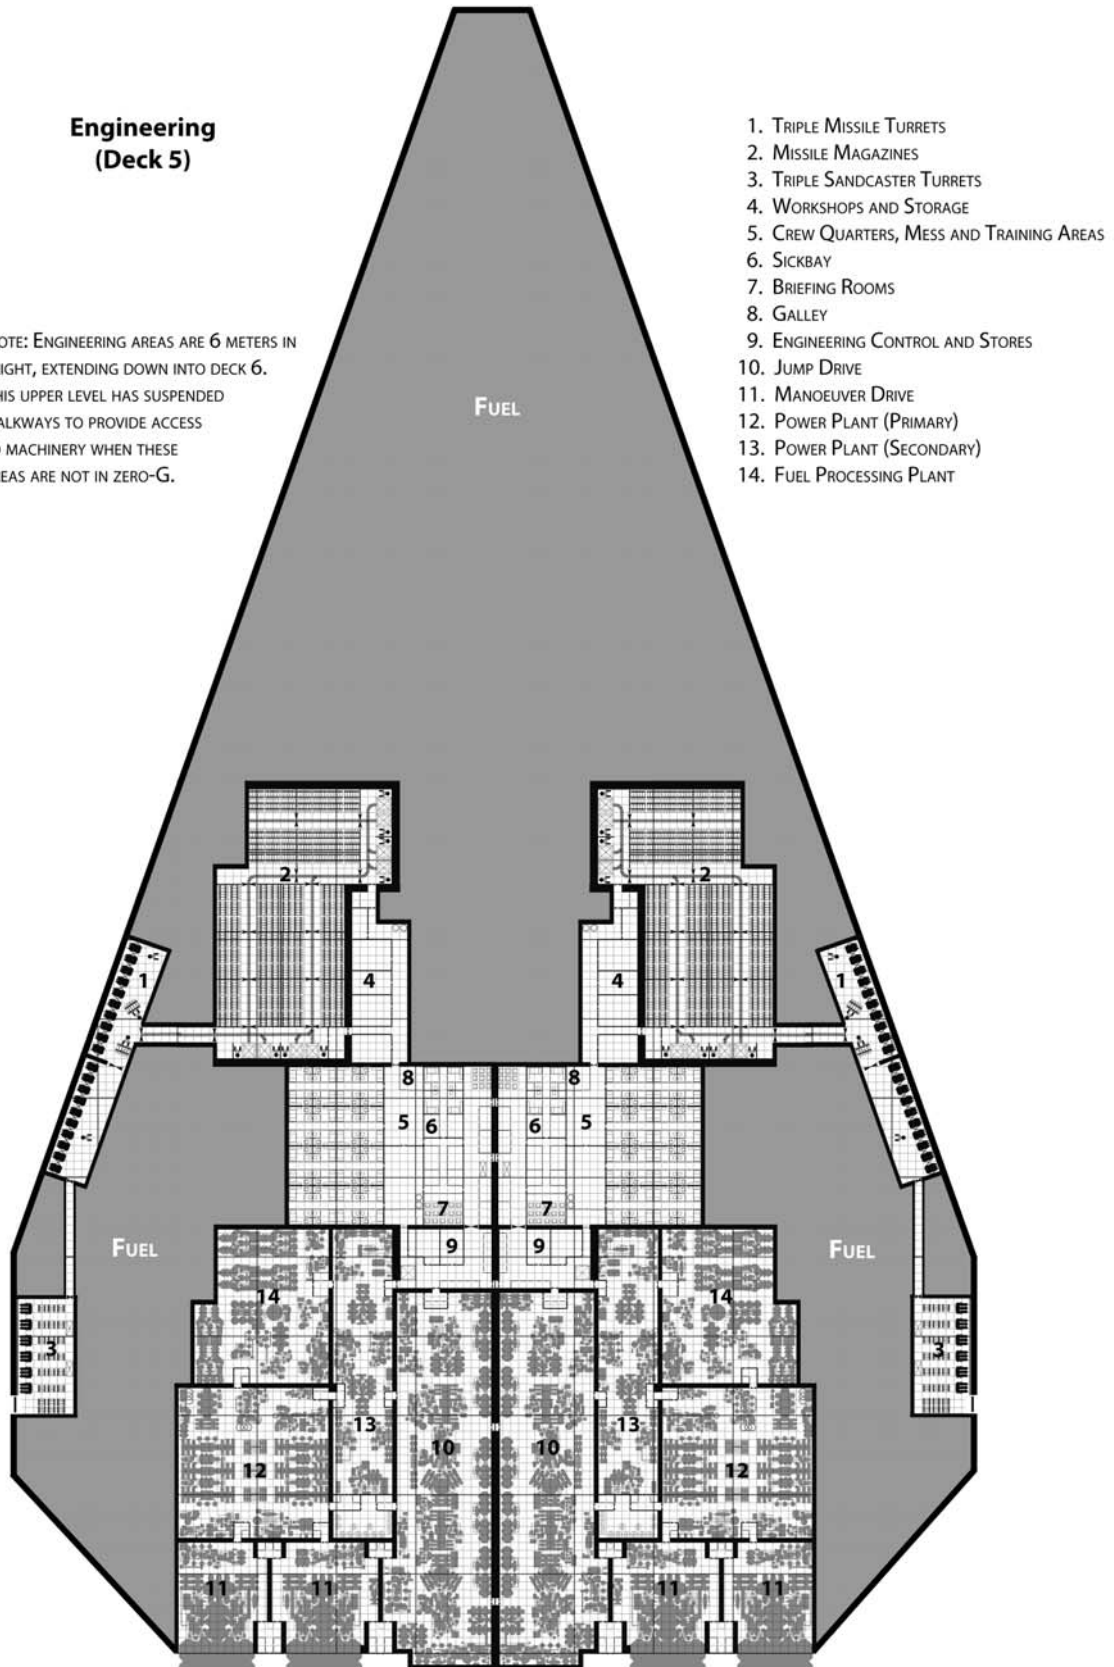 Engineering
(Deck 5)
1. Triple Missile Turrets
2. Missile Magazines
3. Triple Sandcaster Turrets
4. Workshops and Storage
5. Crew Quarters, Mess and Training Areas
6. Sickbay
7. Briefing Rooms
8. Galley
9. Engineering Control and Stores
10. Jump Drive
11. Manoeuver Drive
12. Power Plant (Primary)
13. Power Plant (Secondary)
14. Fuel Processing Plant
OTE: Engineering areas are 6 meters in
IGHT, extending down into deck 6.
HIS upper level has suspended
ALKWAYS to provide access
machinery when these
EAS are not in zero-G.
Fuel
2 2
1 1
4 4
8 8
5 6 6 5
7 7
9 9
Fuel Fuel
14 14
3 3
13 13
10 10
12 12
11 11 11 11